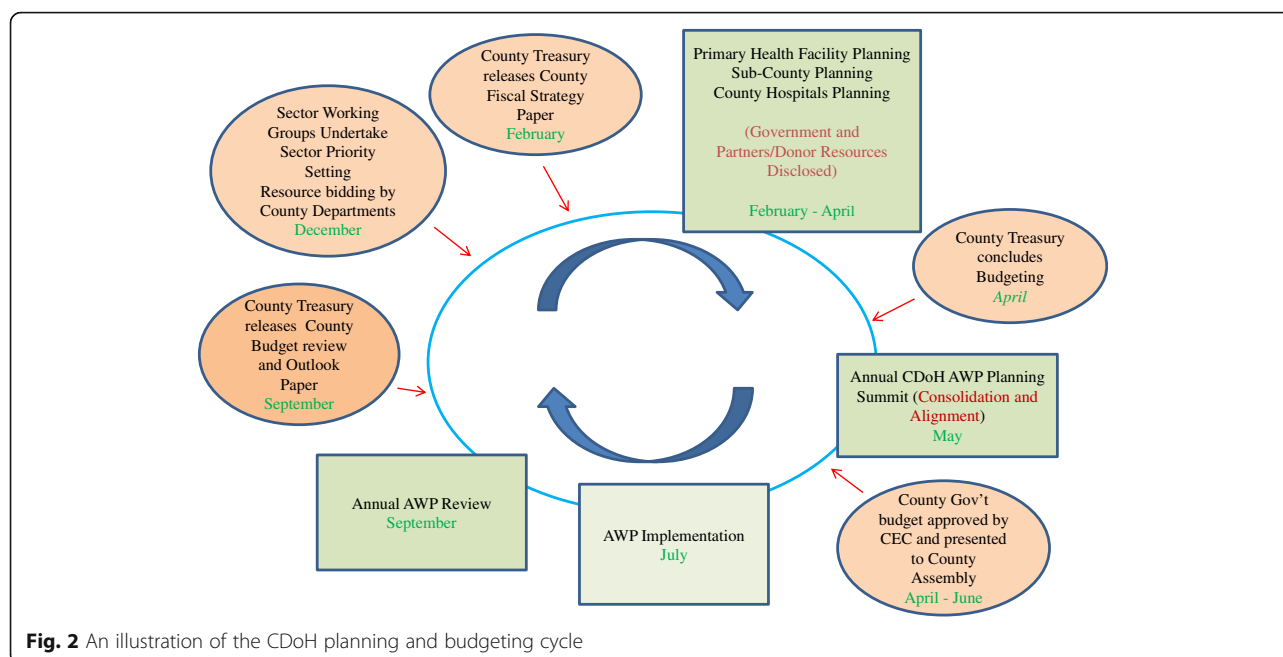 County Treasury
releases County
Fiscal Strategy
Paper
February
Primary Health Facility Planning
Sub-County Planning
County Hospitals Planning
(Government and
Partners/Donor Resources
Disclosed)
February - April
Sector Working
Groups Undertake
Sector Priority
Setting
Resource bidding by
County Departments
December
County Treasury
concludes
Budgeting
April
County Treasury
releases County
Budget review
and Outlook
Paper
September
Annual CDoH AWP Planning
Summit (Consolidation and
Alignment)
May
Annual AWP Review
September
AWP Implementation
July
County Gov't
budget approved by
CEC and presented
to County
Assembly
April - June
Fig. 2 An illustration of the CDoH planning and budgeting cycle